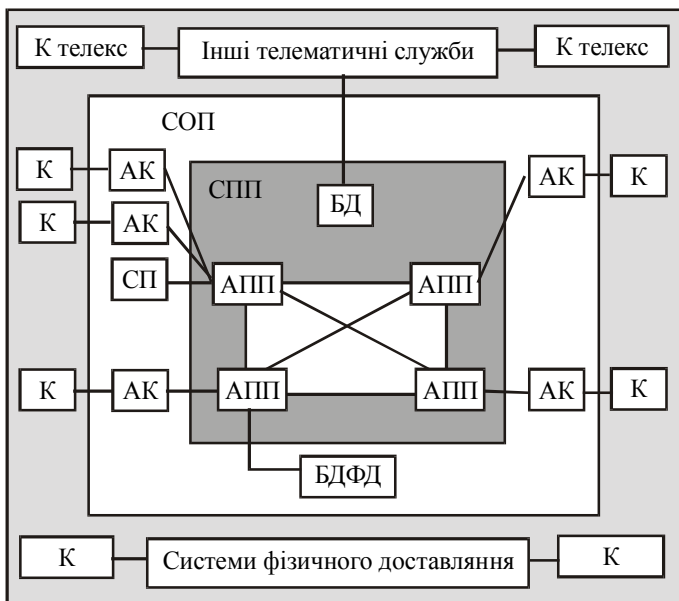 К телекс Інші телематичні служби К телекс
СОП
К АК СПП АК К
К АК БД
СП АПП АПП
К АК АПП АПП АК К
БДФД
К Системи фізичного доставляння К